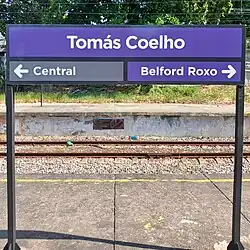 Tomás Coelho
← Central
Belford Roxo →